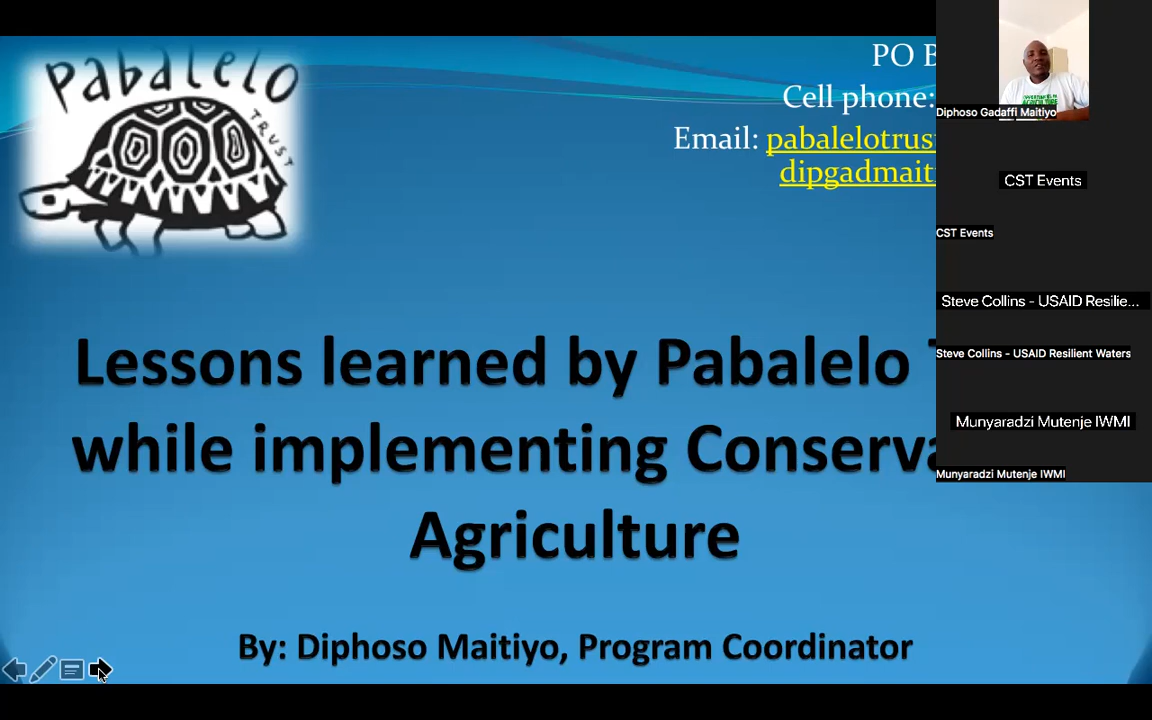 Pabalelo
TRUST
PO B
Cell phone:
Email: pabalelotrus
dipgadmait
Lessons learned by Pabalelo
while implementing Conserva
Agriculture
By: Diphoso Maitiyo, Program Coordinator
Diphoso Gadaffi Maitiyo
CST Events
CST Events
Steve Collins - USAID Resilie...
Steve Collins - USAID Resilient Waters
Munyaradzi Mutenje IWMI
Munyaradzi Mutenje IWMI